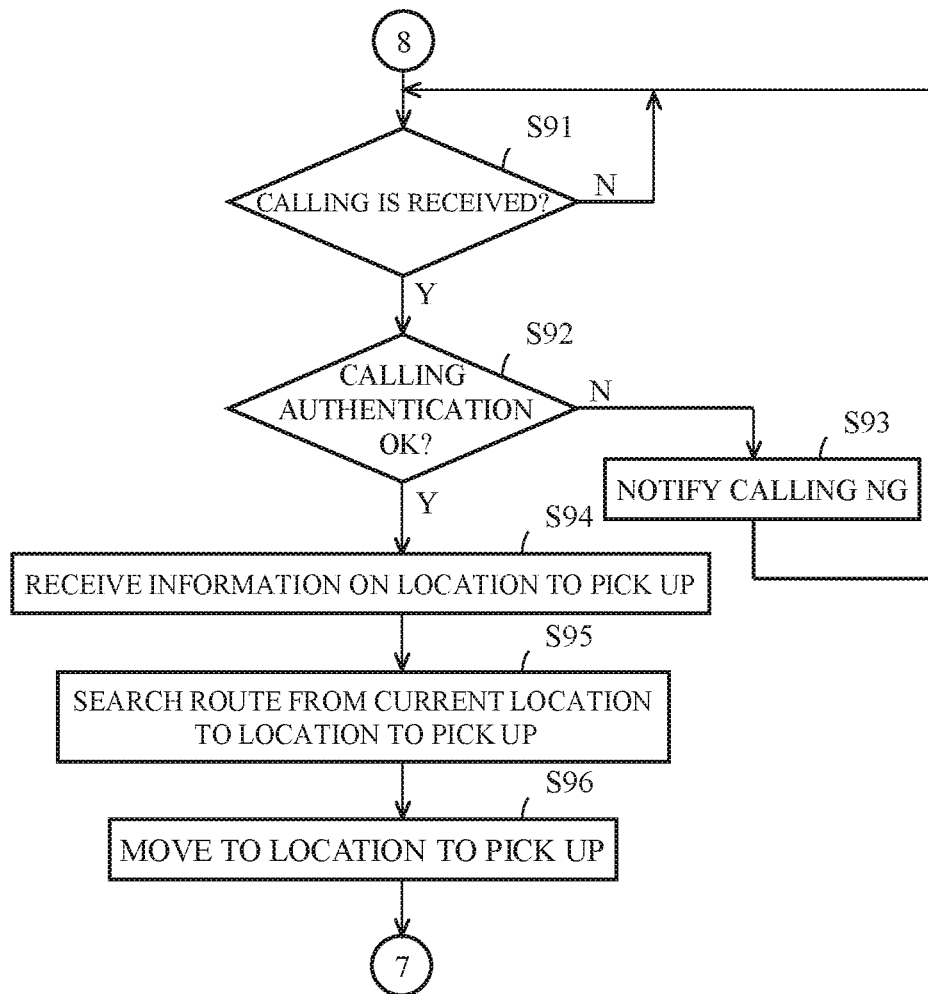 8
S91
CALLING IS RECEIVED?
N
Y
S92
CALLING
AUTHENTICATION
OK?
N
S93
NOTIFY CALLING NG
Y
S94
RECEIVE INFORMATION ON LOCATION TO PICK UP
S95
SEARCH ROUTE FROM CURRENT LOCATION
TO LOCATION TO PICK UP
S96
MOVE TO LOCATION TO PICK UP
7